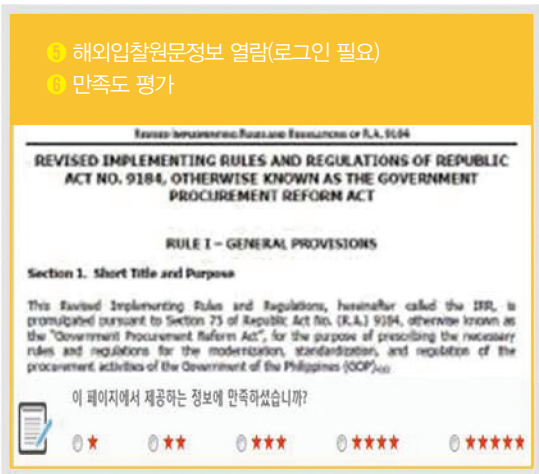 ❺ 해외입찰원문정보 열람(로그인 필요)
❻ 만족도 평가
REVISED IMPLEMENTING RULES AND REGULATIONS OF R.A. 9184
REVISED IMPLEMENTING RULES AND REGULATIONS OF REPUBLIC
ACT NO. 9184, OTHERWISE KNOWN AS THE GOVERNMENT
PROCUREMENT REFORM ACT
RULE I – GENERAL PROVISIONS
Section 1. Short Title and Purpose
This Revised Implementing Rules and Regulations, hereinafter called the IRR, is
promulgated pursuant to Section 75 of Republic Act No. (R.A.) 9184, otherwise known as
the "Government Procurement Reform Act", for the purpose of prescribing the necessary
rules and regulations for the modernization, standardization, and regulation of the
procurement activities of the Government of the Philippines (GOP).
이 페이지에서 제공하는 정보에 만족하셨습니까?
★ ★★ ★★★ ★★★★ ★★★★★